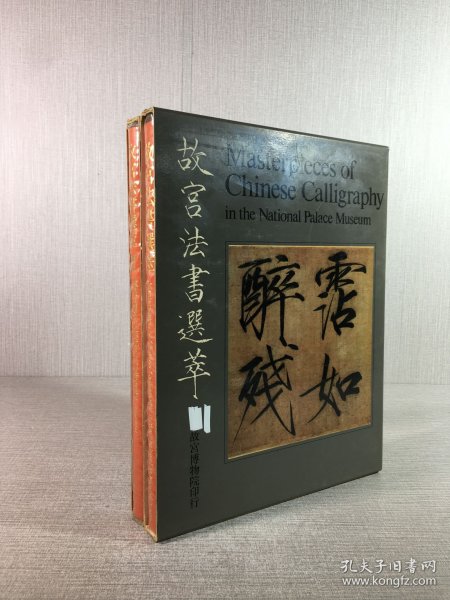 故宮法書選萃
Masterpieces of
Chinese Calligraphy
in the National Palace Museum
霑如
醉殘
故宮博物院印行
孔夫子旧书网
www.kongfz.com